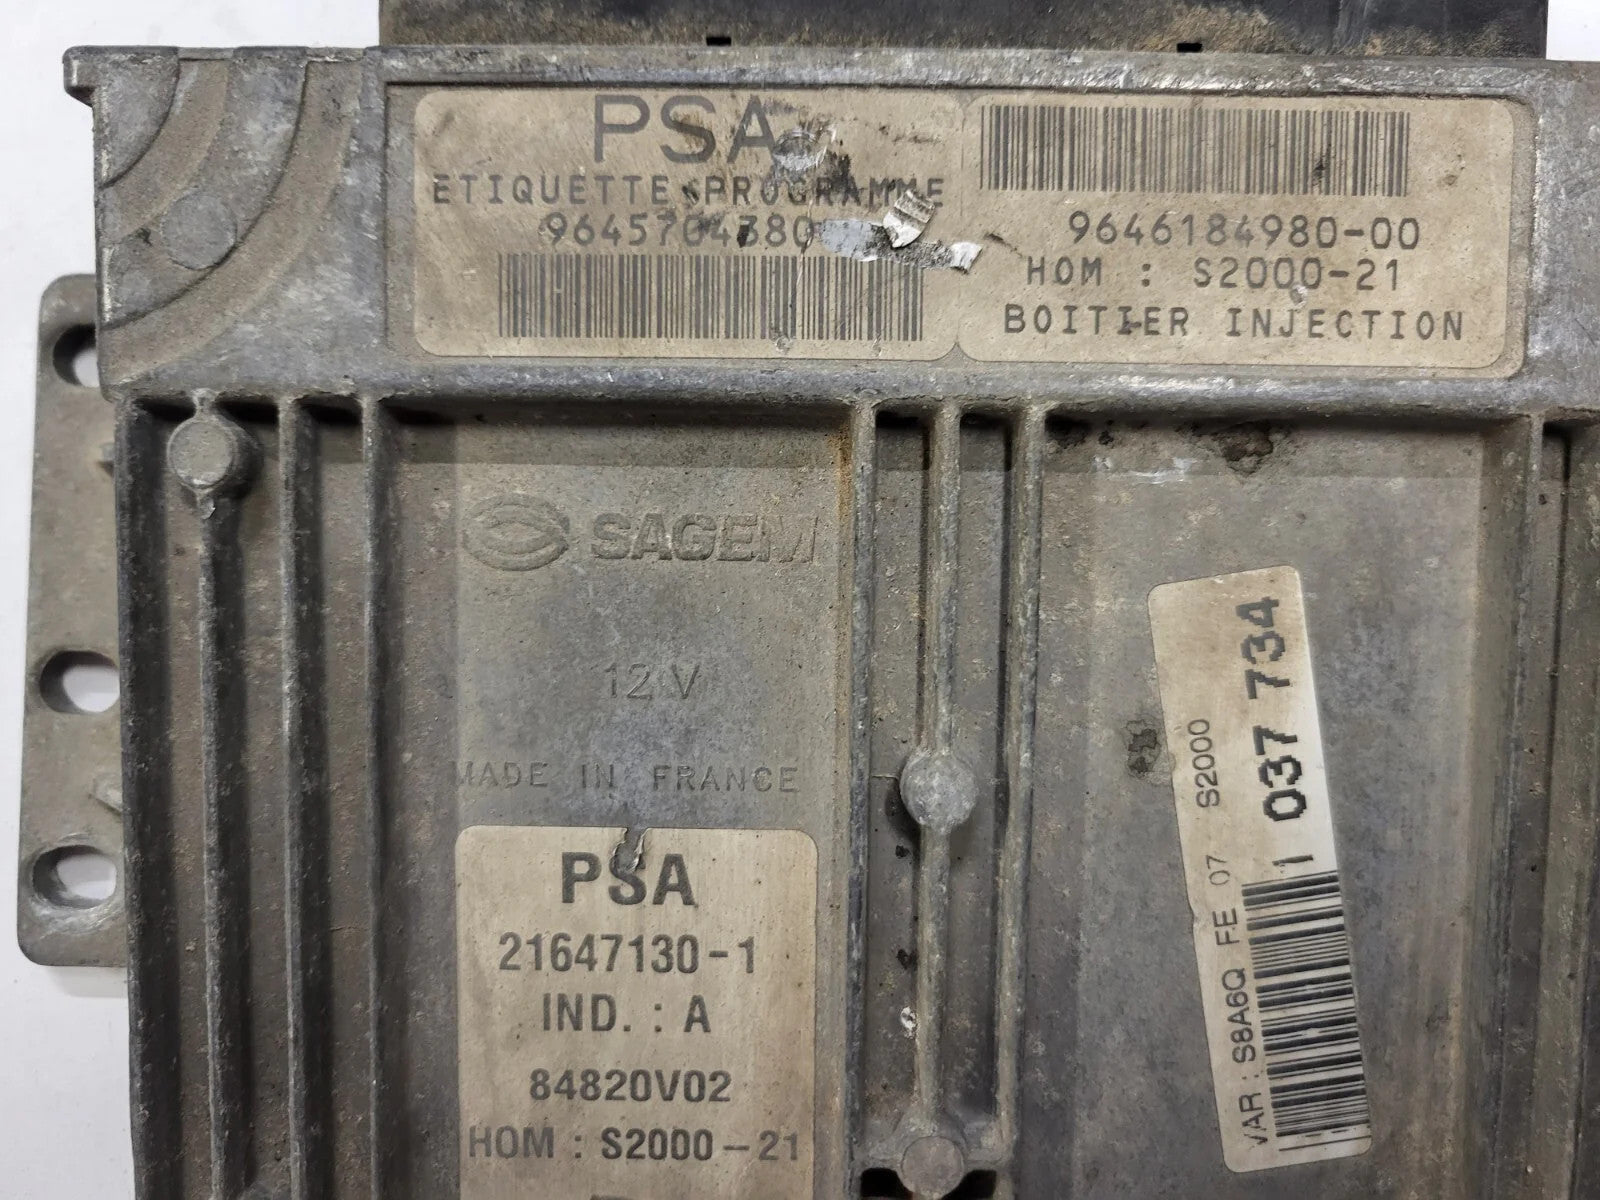 PSA
ETIQUETTE PROGRAMME
9645704380
9646184980-00
HOM : S2000-21
BOITIER INJECTION
SAGEM
12 V
MADE IN FRANCE
PSA
21647130-1
IND. : A
84820V02
HOM : S2000-21
VAR : S8A6Q FE 07 S2000
1 037 734